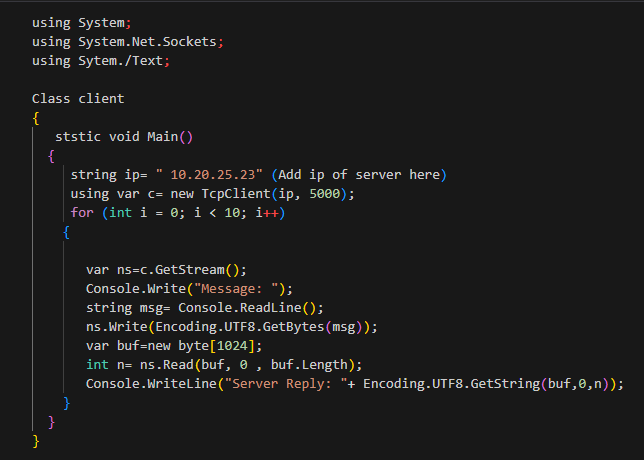 using System;
using System.Net.Sockets;
using Sytem./Text;
Class client
{
ststic void Main()
{
string ip= " 10.20.25.23" (Add ip of server here)
using var c= new TcpClient(ip, 5000);
for (int i = 0; i < 10; i++)
{
var ns=c.GetStream();
Console.Write("Message: ");
string msg= Console.ReadLine();
ns.Write(Encoding.UTF8.GetBytes(msg));
var buf=new byte[1024];
int n= ns.Read(buf, 0 , buf.Length);
Console.WriteLine("Server Reply: "+ Encoding.UTF8.GetString(buf,0,n));
}
}
}